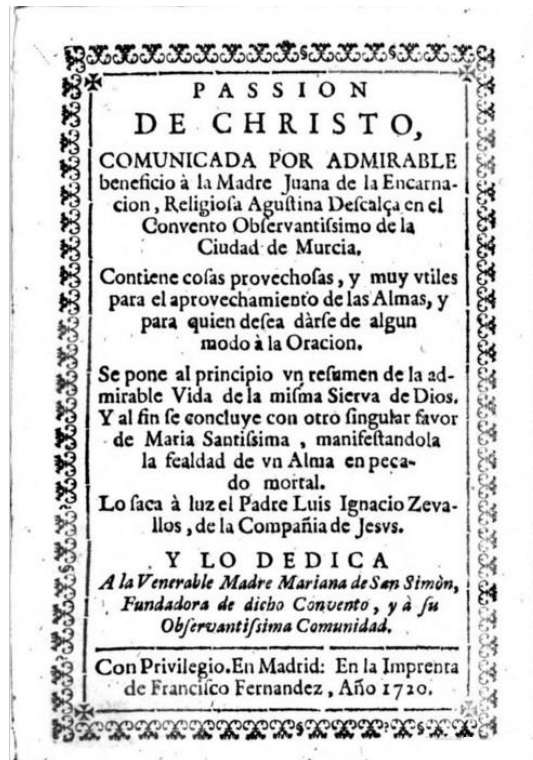 PASSION
DE CHRISTO,
COMUNICADA POR ADMIRABLE
beneficio à la Madre Juana de la Encarna-
cion, Religioſa Aguſtina Deſcalça en el
Convento Obſervantiſsimo de la
Ciudad de Murcia.
Contiene coſas provechoſas, y muy vtiles
para el aprovechamiento de las Almas, y
para quien deſea dàrſe de algun
modo à la Oracion.
Se pone al principio vn reſumen de la ad-
mirable Vida de la miſma Sierva de Dios.
Y al fin ſe concluye con otro ſingular favor
de Maria Santiſsima, manifeſtandola
la fealdad de vn Alma en peca-
do mortal.
Lo ſaca à luz el Padre Luis Ignacio Zeva-
llos, de la Compañia de Jesvs.
Y LO DEDICA
A la Venerable Madre Mariana de San Simòn,
Fundadora de dicho Convento, y à ſu
Obſervantiſsima Comunidad.
Con Privilegio. En Madrid: En la Imprenta
de Franciſco Fernandez, Año 1720.